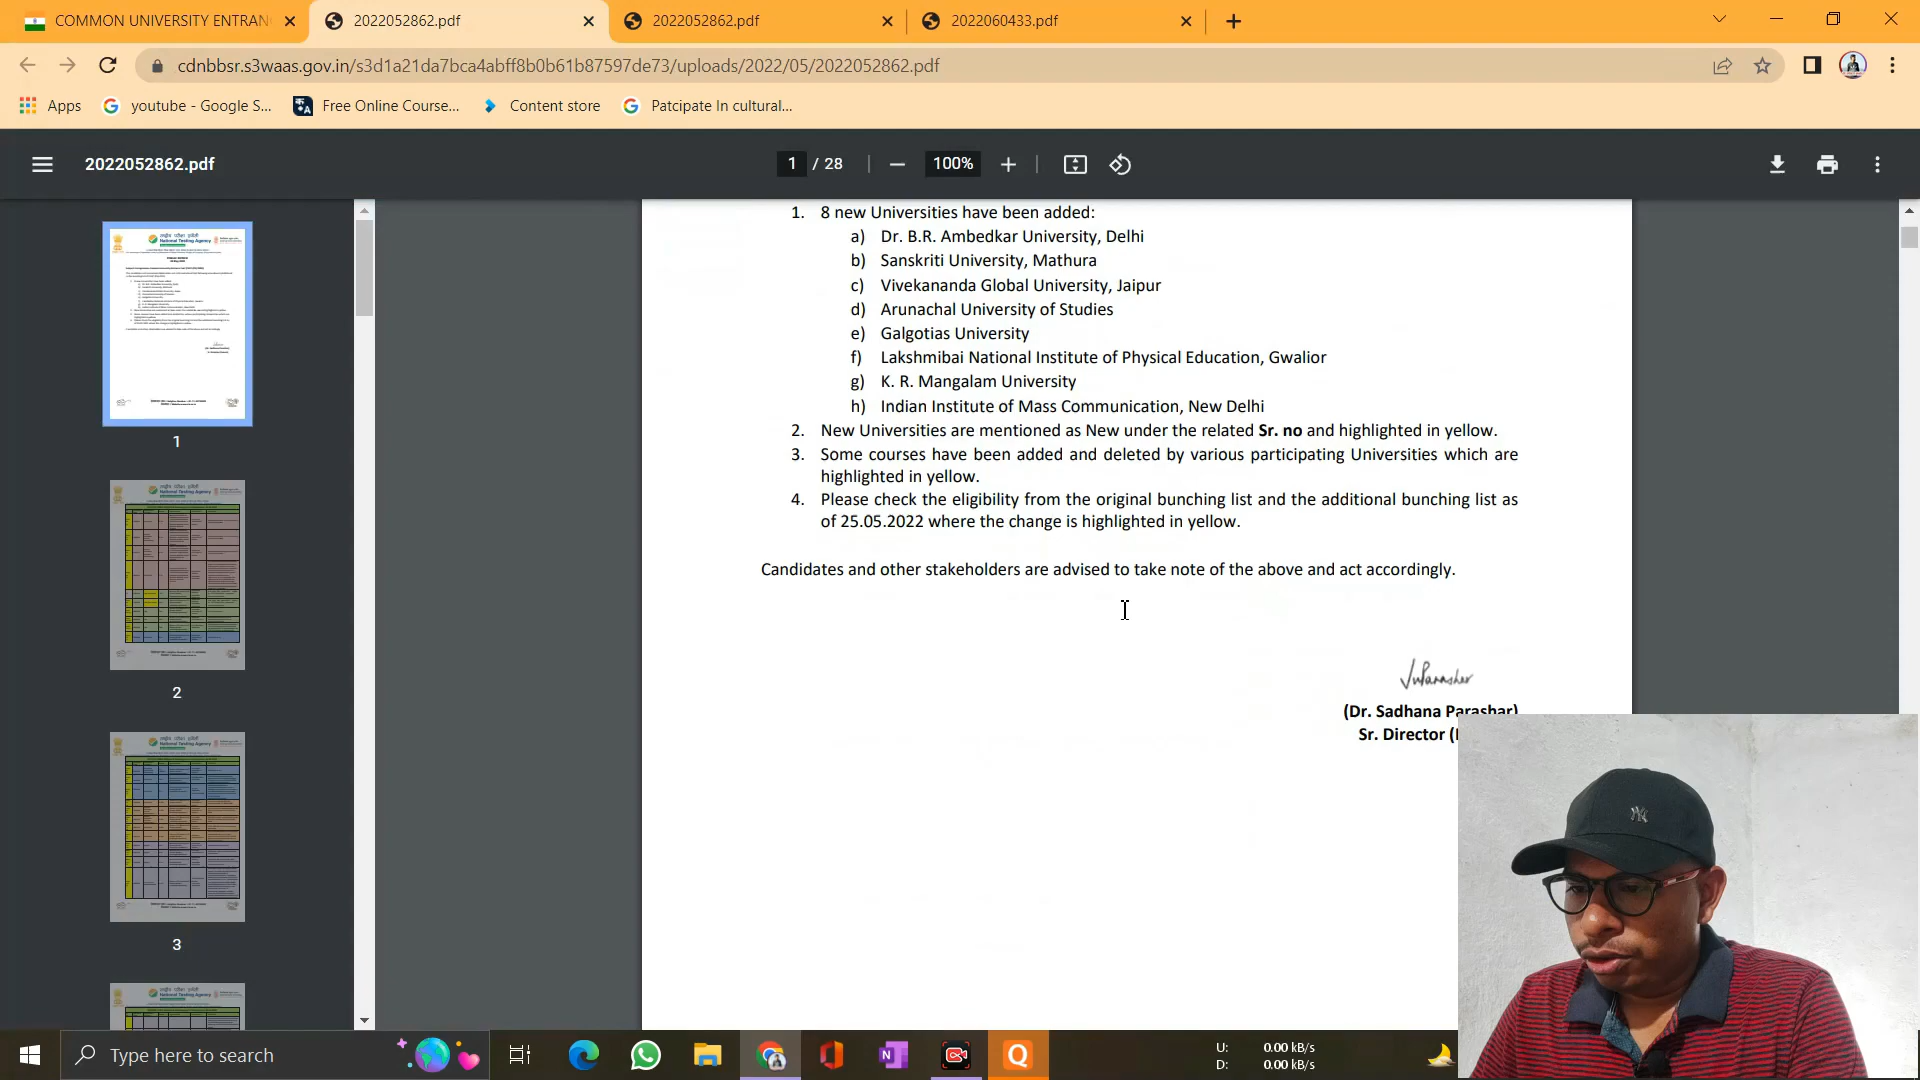 COMMON UNIVERSITY ENTRAN
2022052862.pdf
2022052862.pdf
2022060433.pdf
cdnbbsr.s3waas.gov.in/s3d1a21da7bca4abff8b0b61b87597de73/uploads/2022/05/2022052862.pdf
Apps
youtube - Google S...
Free Online Course...
Content store
Patcipate In cultural...
2022052862.pdf
1 / 28
100%
1. 8 new Universities have been added:
a) Dr. B.R. Ambedkar University, Delhi
b) Sanskriti University, Mathura
c) Vivekananda Global University, Jaipur
d) Arunachal University of Studies
e) Galgotias University
f) Lakshmibai National Institute of Physical Education, Gwalior
g) K. R. Mangalam University
h) Indian Institute of Mass Communication, New Delhi
2. New Universities are mentioned as New under the related Sr. no and highlighted in yellow.
3. Some courses have been added and deleted by various participating Universities which are
highlighted in yellow.
4. Please check the eligibility from the original bunching list and the additional bunching list as
of 25.05.2022 where the change is highlighted in yellow.
Candidates and other stakeholders are advised to take note of the above and act accordingly.
(Dr. Sadhana Parashar)
Sr. Director (
1
2
3
Type here to search
U: 0.00 kB/s
D: 0.00 kB/s